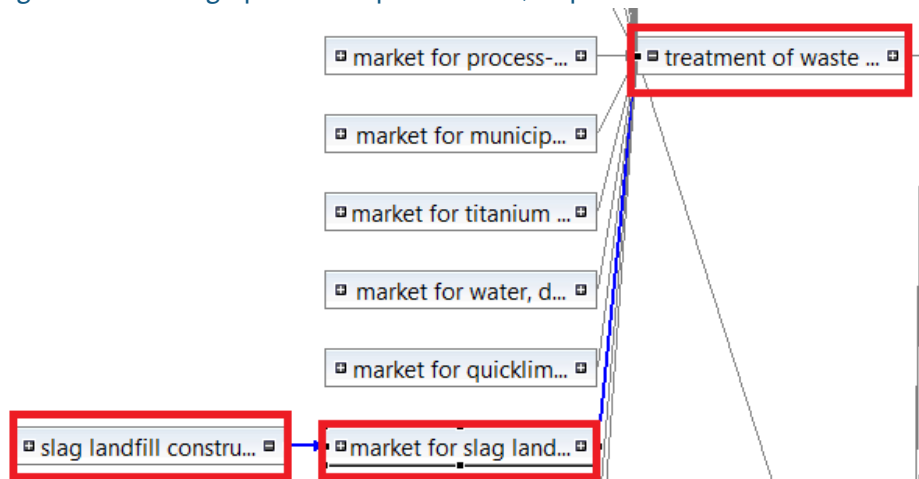 market for process-...
treatment of waste ...
market for municip...
market for titanium ...
market for water, d...
market for quicklim...
slag landfill constru...
market for slag land...